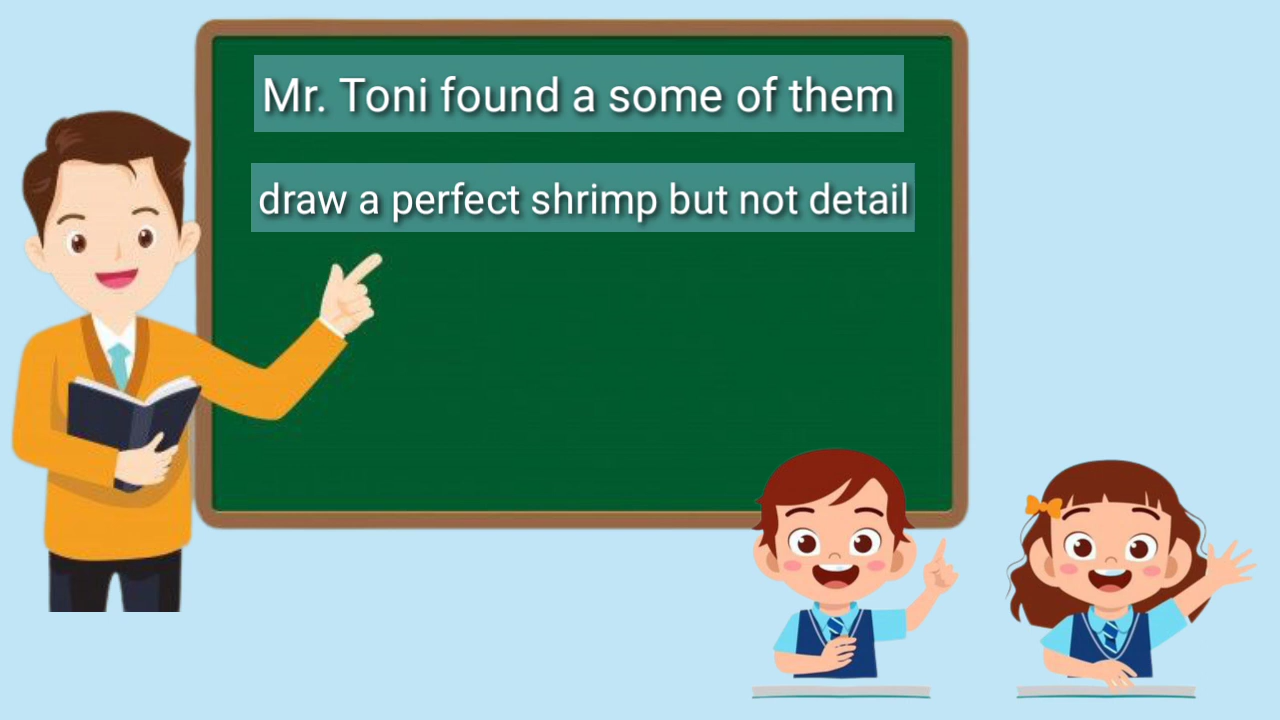 Mr. Toni found a some of them
draw a perfect shrimp but not detail